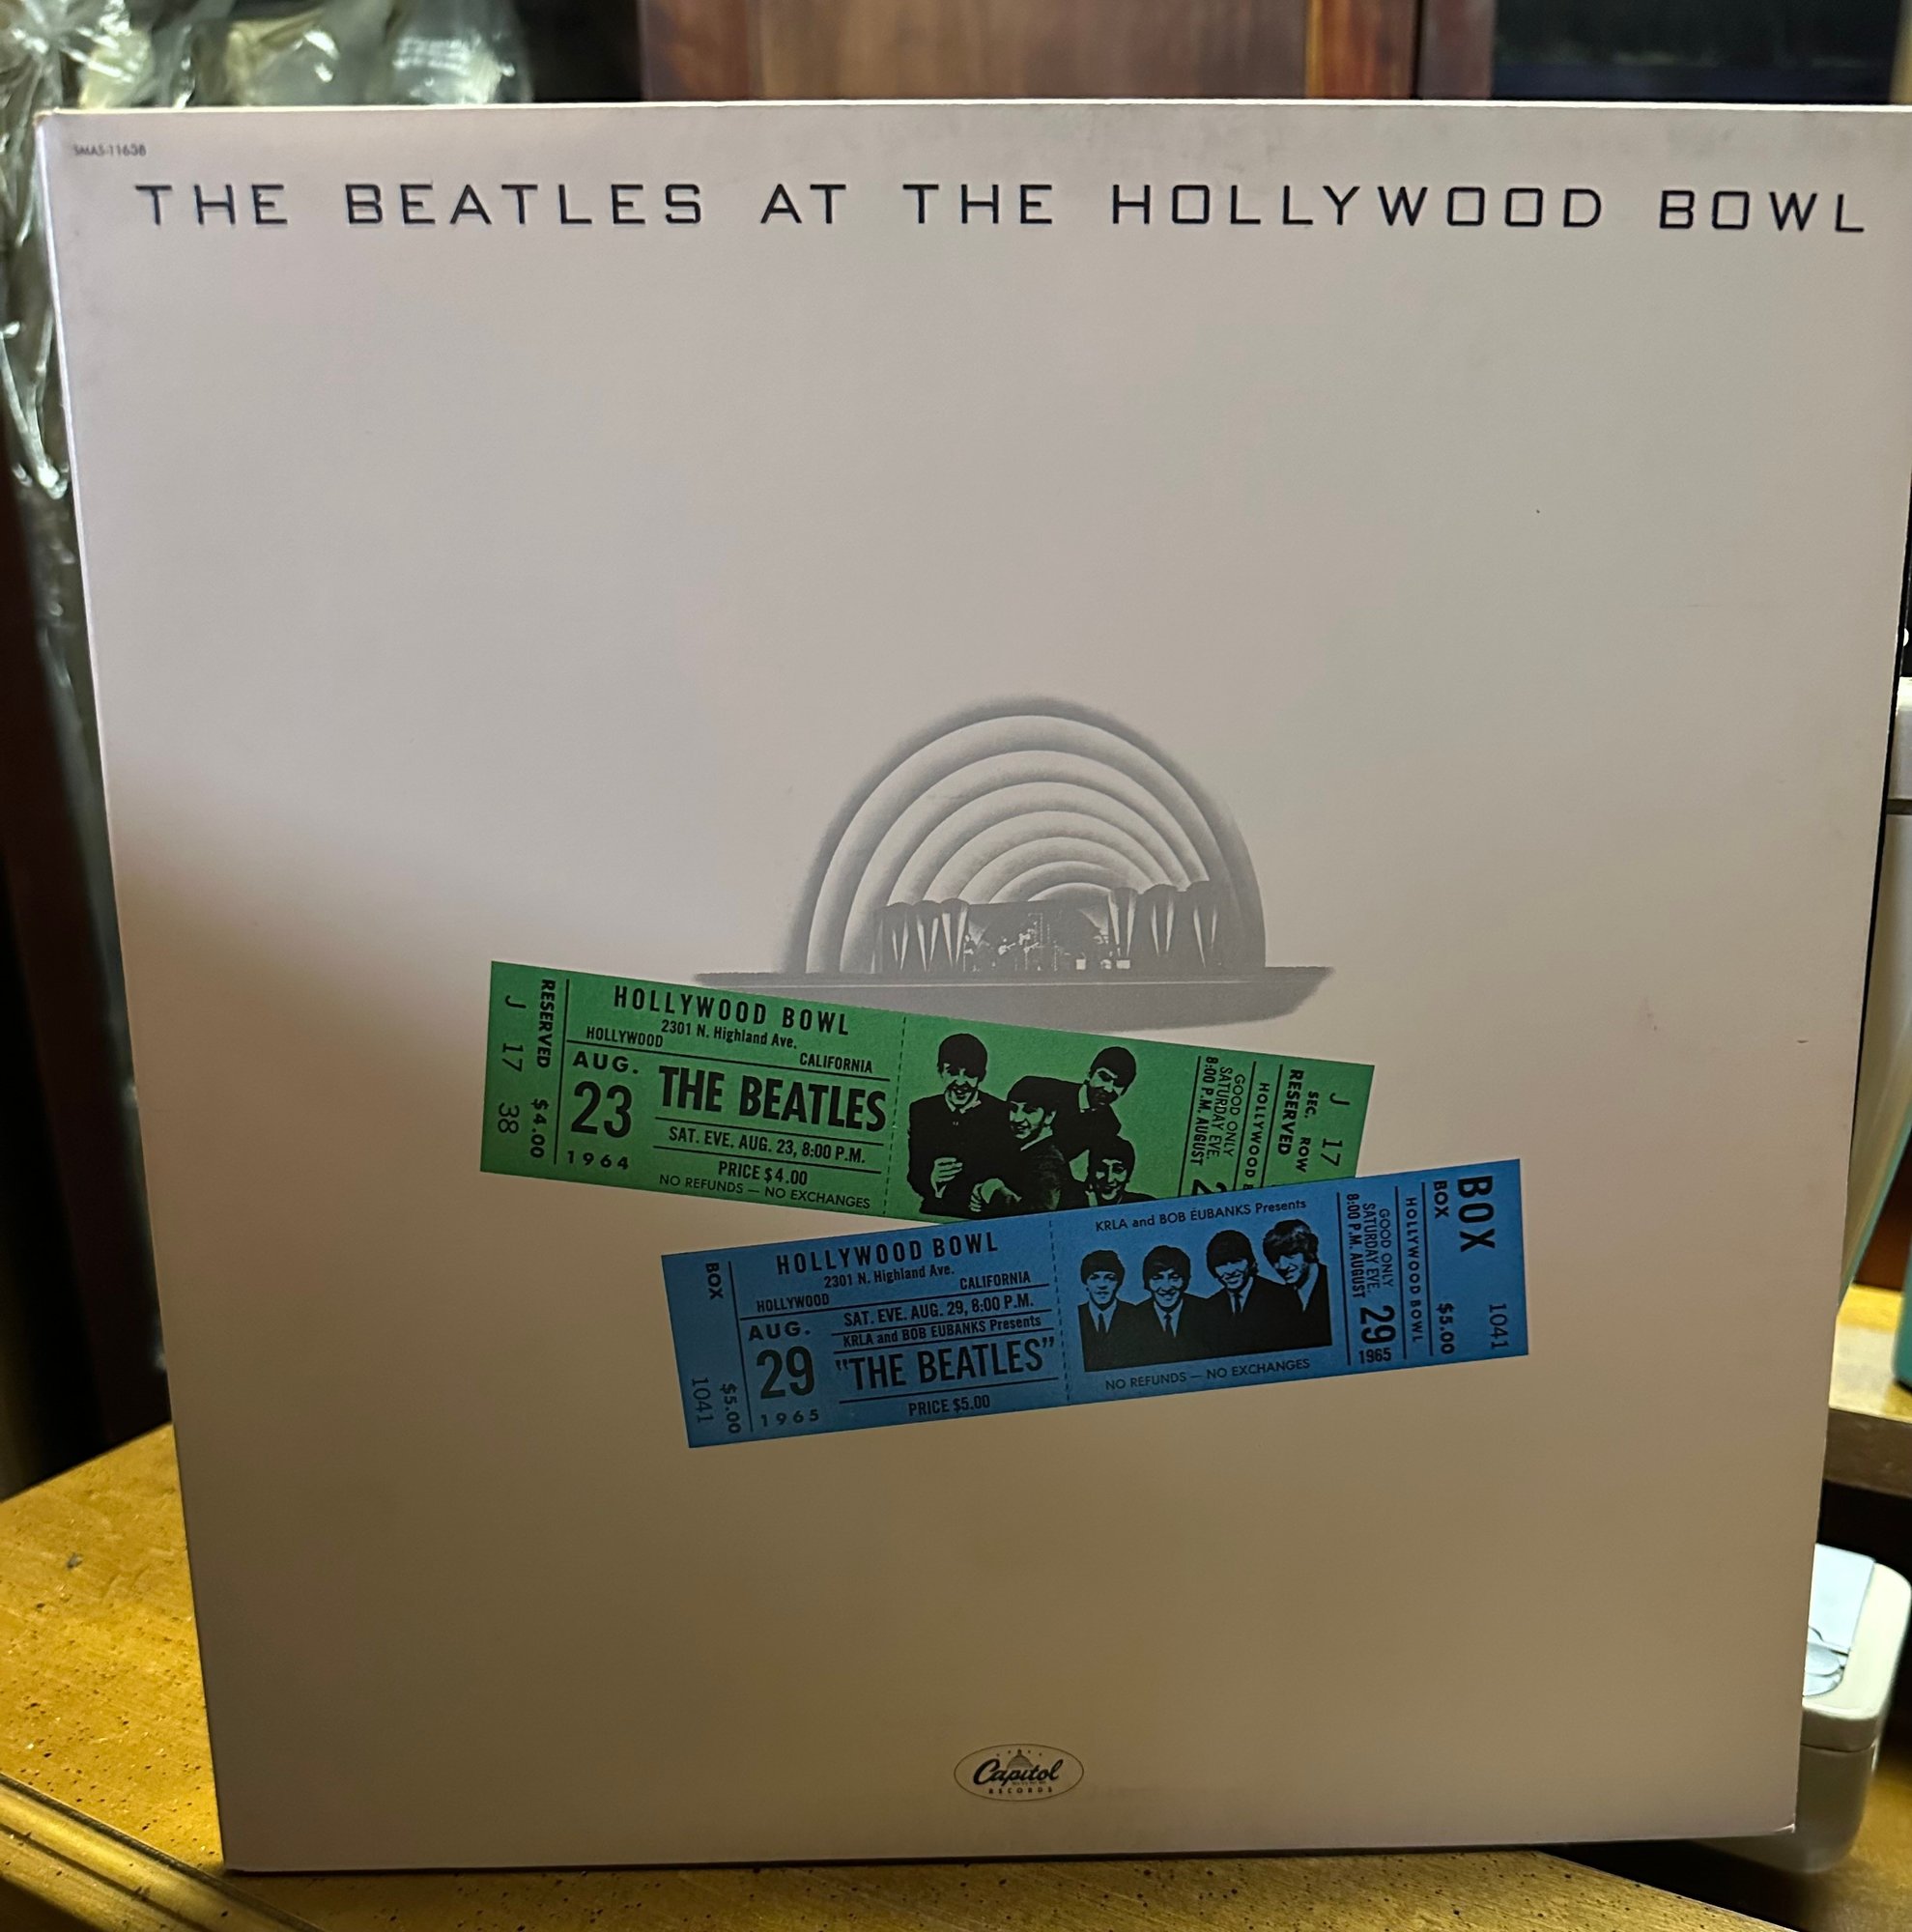 SMAS-11638
THE BEATLES AT THE HOLLYWOOD BOWL
J 17 38
RESERVED $4.00
HOLLYWOOD BOWL
2301 N. Highland Ave.
HOLLYWOOD CALIFORNIA
AUG.
23
1964
THE BEATLES
SAT. EVE. AUG. 23, 8:00 P.M.
PRICE $4.00
NO REFUNDS — NO EXCHANGES
8:00 P.M. AUGUST
SATURDAY EVE.
GOOD ONLY
HOLLYWOOD
RESERVED
SEC. ROW
J 17
BOX
1041
$5.00
HOLLYWOOD BOWL
2301 N. Highland Ave.
HOLLYWOOD CALIFORNIA
AUG.
29
1965
SAT. EVE. AUG. 29, 8:00 P.M.
KRLA and BOB EUBANKS Presents
"THE BEATLES"
PRICE $5.00
KRLA and BOB EUBANKS Presents
NO REFUNDS — NO EXCHANGES
8:00 P.M. AUGUST
SATURDAY EVE.
GOOD ONLY
29
1965
HOLLYWOOD BOWL
BOX $5.00
BOX
1041
Capitol
RECORDS